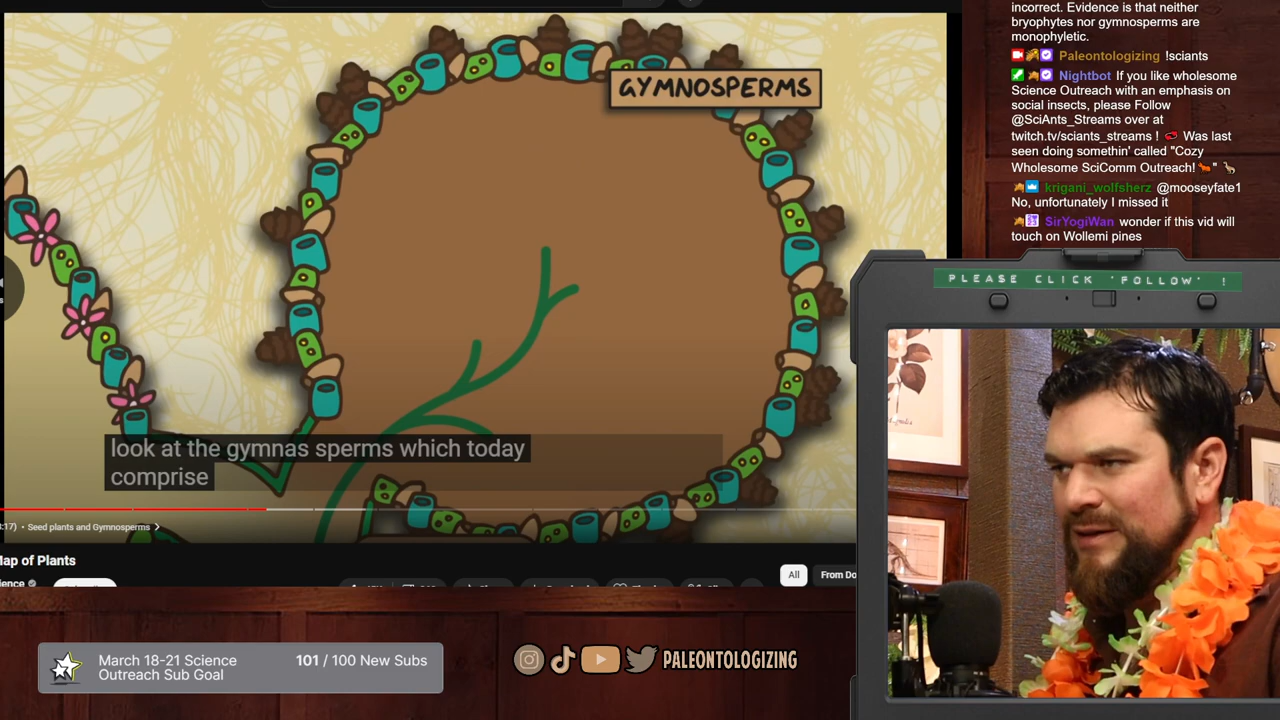 GYMNOSPERMS
look at the gymnas sperms which today
comprise
:17) • Seed plants and Gymnosperms >
Map of Plants
ience
All
From Do
incorrect. Evidence is that neither
bryophytes nor gymnosperms are
monophyletic.
Paleontologizing !sciants
Nightbot If you like wholesome
Science Outreach with an emphasis on
social insects, please Follow
@SciAnts_Streams over at
twitch.tv/sciants_streams ! Was last
seen doing somethin' called "Cozy
Wholesome SciComm Outreach! "
krigani_wolfsherz @mooseyfate1
No, unfortunately I missed it
SirYogiWan wonder if this vid will
touch on Wollemi pines
PLEASE CLICK 'FOLLOW' !
March 18-21 Science
Outreach Sub Goal
101 / 100 New Subs
PALEONTOLOGIZING